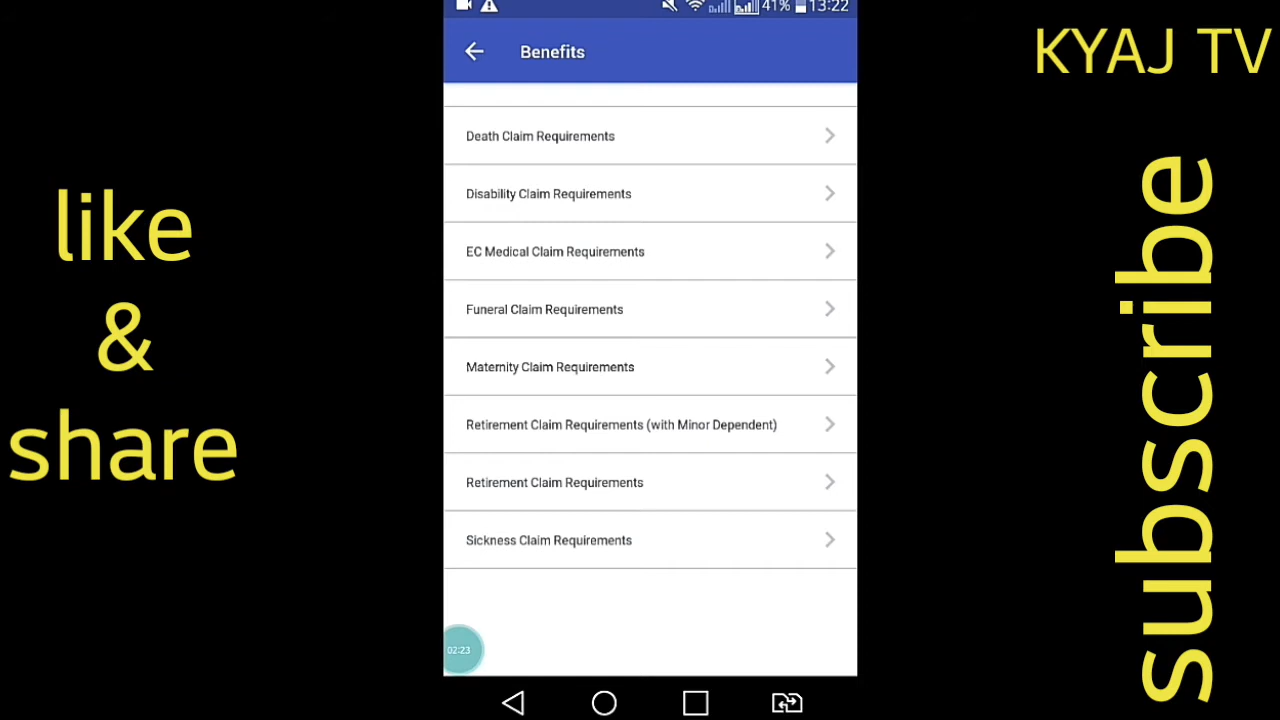 41% 13:22
Benefits
Death Claim Requirements
Disability Claim Requirements
EC Medical Claim Requirements
Funeral Claim Requirements
Maternity Claim Requirements
Retirement Claim Requirements (with Minor Dependent)
Retirement Claim Requirements
Sickness Claim Requirements
02:23
like
&
share
KYAJ TV
subscribe